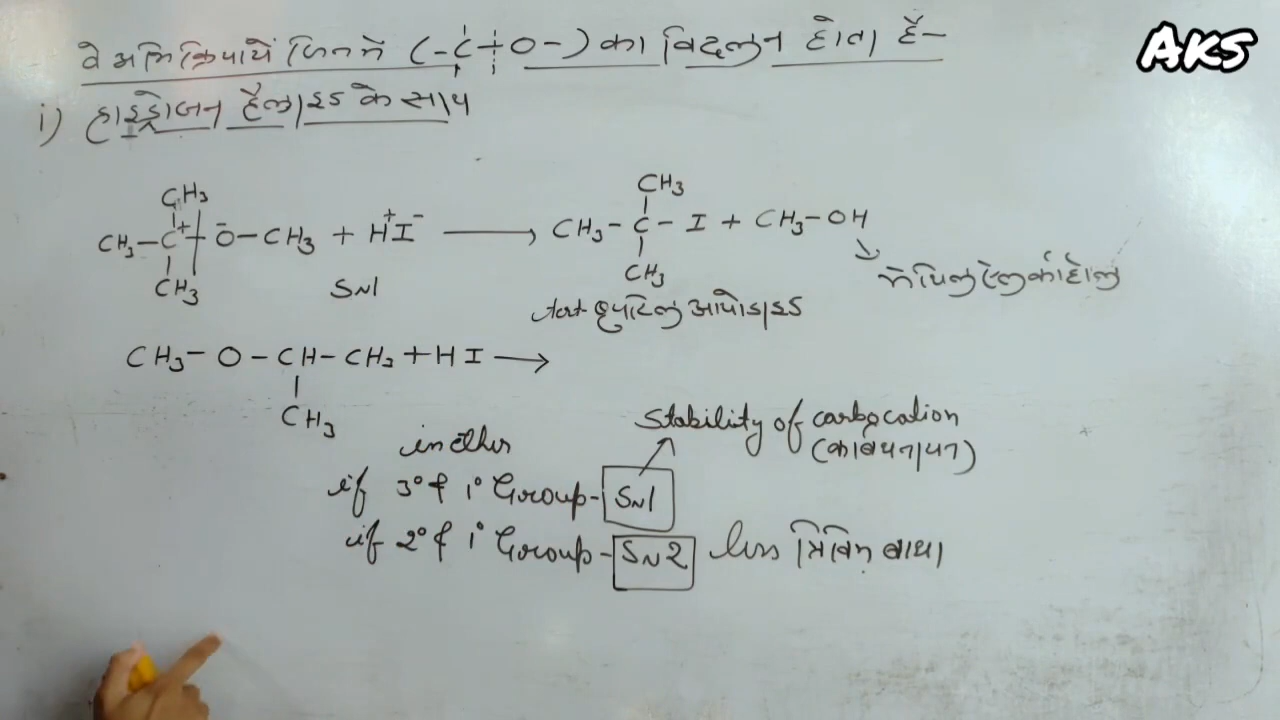 AKS
वे अभिक्रियायें जिनमें (-C-O-) का विदलन होता है-
i) हाइड्रोजन हैलाइड के साथ
CH₃ CH₃
CH₃-C⁺-O⁻-CH₃ + H⁺I⁻ ⟶ CH₃-C-I + CH₃-OH
CH₃ SN1 CH₃ मेथिल ऐल्कोहोल
tert ब्युटिल आयोडाइड
CH₃-O-CH-CH₃ + HI ⟶
CH₃
in ether Stability of carbocation
(कार्बधनायन)
if 3° & 1° Group- SN1
if 2° & 1° Group- SN2 less त्रिविम बाधा